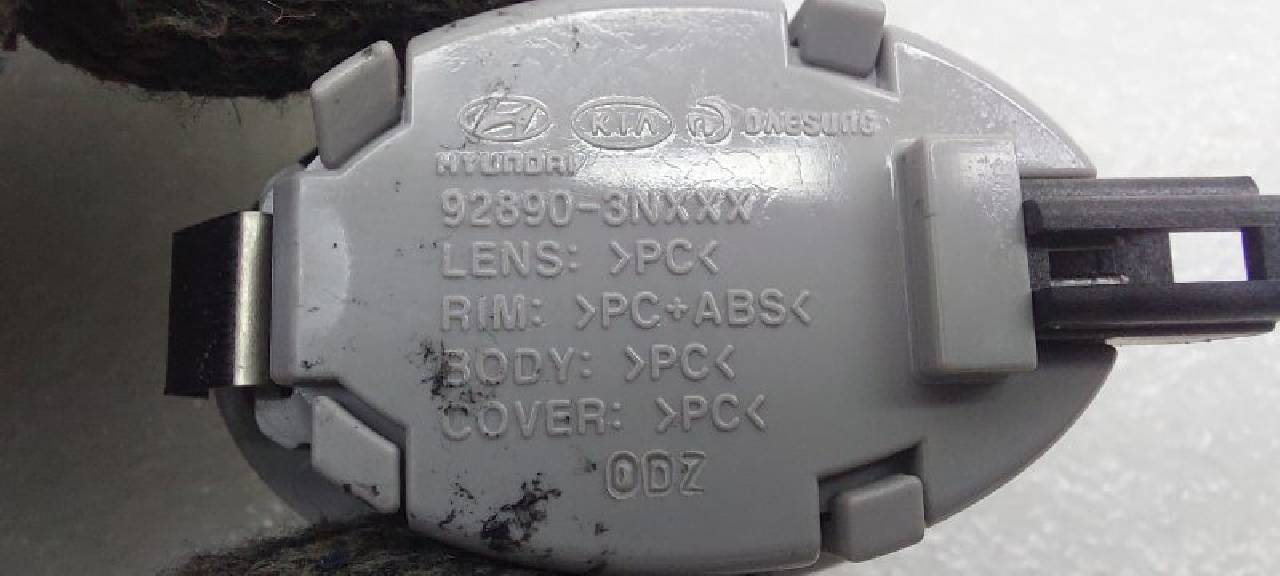 KIA ONESUNG
HYUNDAI
92890-3NXXX
LENS: >PC<
RIM: >PC+ABS<
BODY: >PC<
COVER: >PC<
ODZ